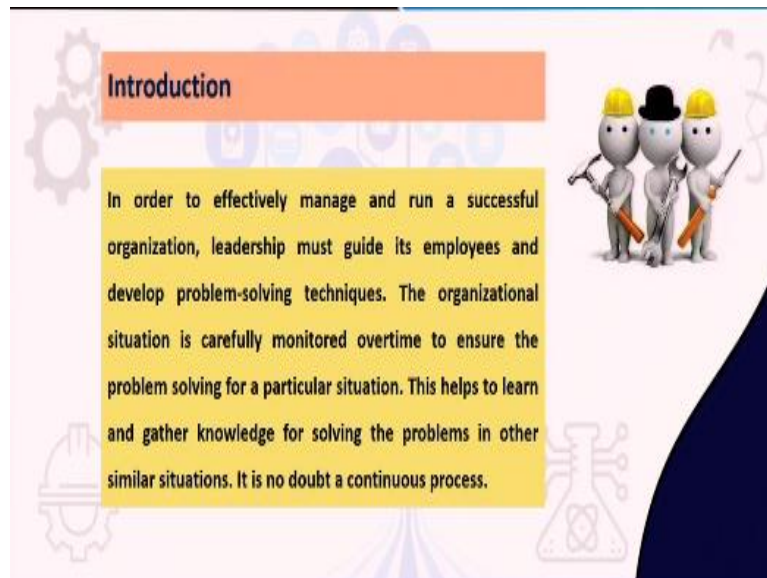 Introduction
In order to effectively manage and run a successful
organization, leadership must guide its employees and
develop problem-solving techniques. The organizational
situation is carefully monitored overtime to ensure the
problem solving for a particular situation. This helps to learn
and gather knowledge for solving the problems in other
similar situations. It is no doubt a continuous process.